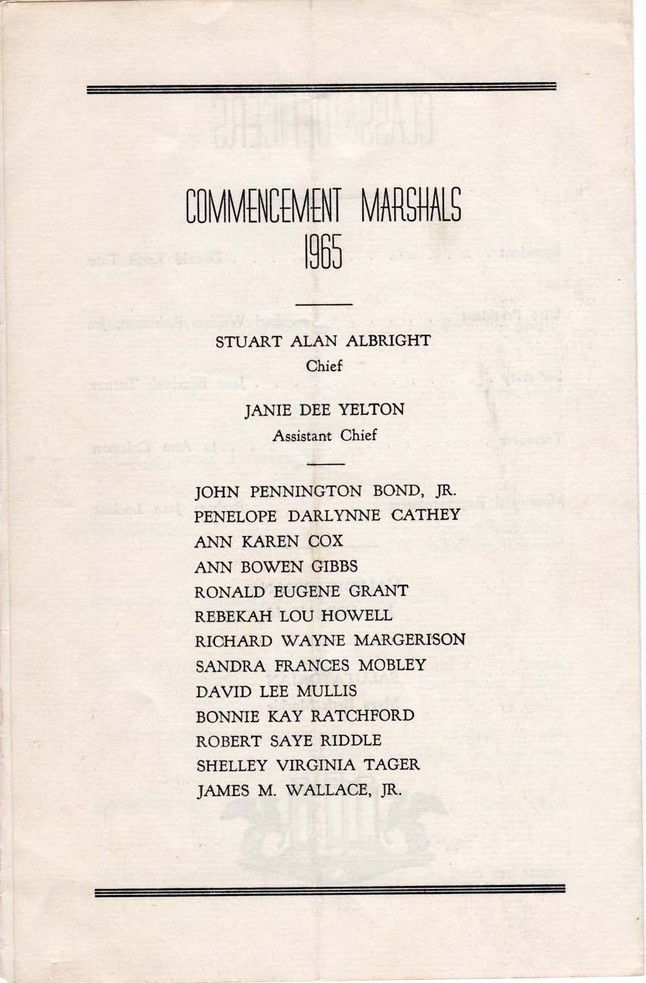 COMMENCEMENT MARSHALS
1965
STUART ALAN ALBRIGHT
Chief
JANIE DEE YELTON
Assistant Chief
JOHN PENNINGTON BOND, JR.
PENELOPE DARLYNNE CATHEY
ANN KAREN COX
ANN BOWEN GIBBS
RONALD EUGENE GRANT
REBEKAH LOU HOWELL
RICHARD WAYNE MARGERISON
SANDRA FRANCES MOBLEY
DAVID LEE MULLIS
BONNIE KAY RATCHFORD
ROBERT SAYE RIDDLE
SHELLEY VIRGINIA TAGER
JAMES M. WALLACE, JR.